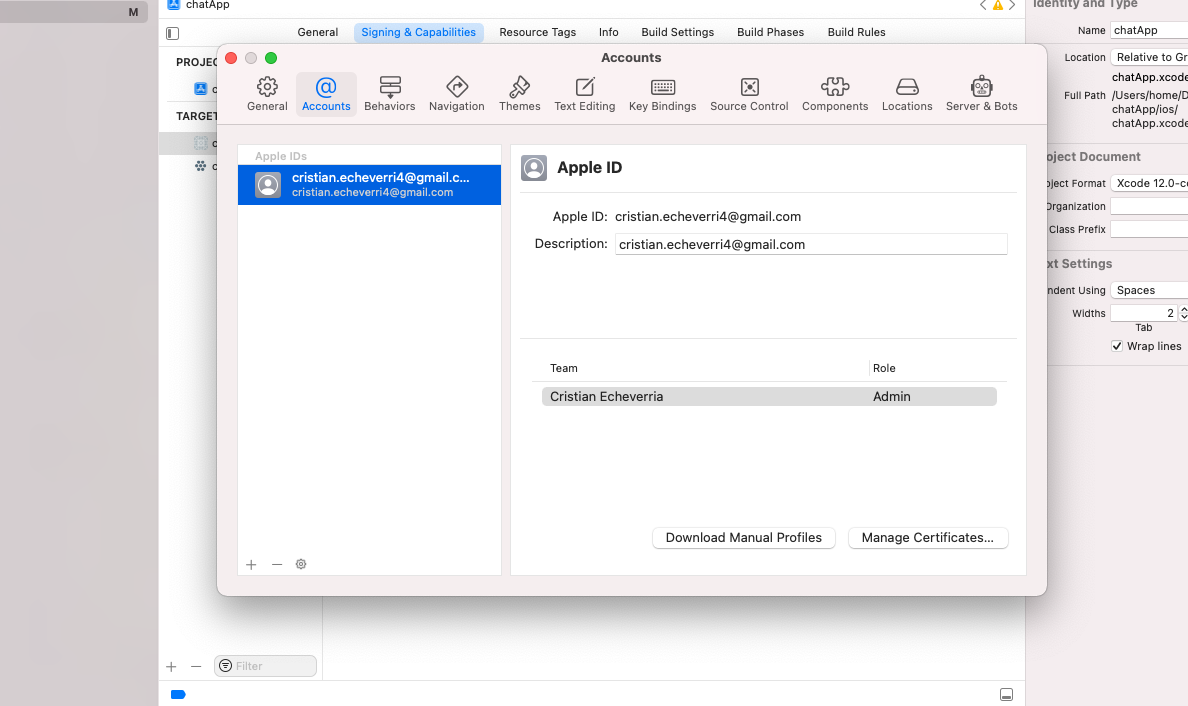 M
chatApp
General Signing & Capabilities Resource Tags Info Build Settings Build Phases Build Rules
Identity and Type
Name chatApp
Location Relative to Gr
chatApp.xcode
Full Path /Users/home/D
chatApp/ios/
chatApp.xcode
oject Document
oject Format Xcode 12.0-co
Organization
Class Prefix
xt Settings
ndent Using Spaces
Widths 2
Tab
Wrap lines
PROJEC
c
TARGET
c
c
Accounts
General Accounts Behaviors Navigation Themes Text Editing Key Bindings Source Control Components Locations Server & Bots
Apple IDs
cristian.echeverri4@gmail.c...
cristian.echeverri4@gmail.com
Apple ID
Apple ID: cristian.echeverri4@gmail.com
Description: cristian.echeverri4@gmail.com
Team Role
Cristian Echeverria Admin
Download Manual Profiles Manage Certificates...
Filter